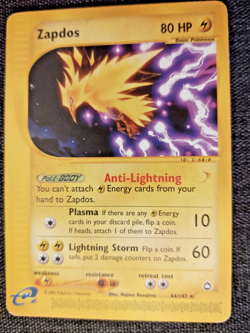 Zapdos
80 HP
Basic Pokémon
Poké-BODY
Anti-Lightning
You can't attach Energy cards from your
hand to Zapdos.
Plasma If there are any Energy
cards in your discard pile, flip a coin.
If heads, attach 1 of them to Zapdos.
10
Lightning Storm Flip a coin. If
tails, put 2 damage counters on Zapdos.
60
weakness
resistance
retreat cost
e
44/147